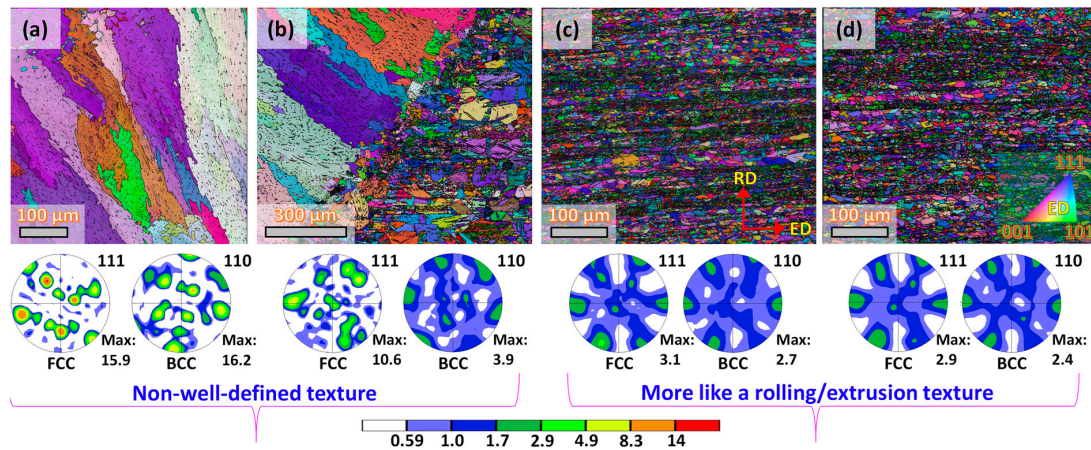 (a)
(b)
(c)
(d)
RD
ED
111
ED
001
101
100 µm
300 µm
100 µm
100 µm
111
110
111
110
111
110
111
110
Max:
Max:
Max:
Max:
Max:
Max:
Max:
Max:
FCC
15.9
BCC
16.2
FCC
10.6
BCC
3.9
FCC
3.1
BCC
2.7
FCC
2.9
BCC
2.4
Non-well-defined texture
More like a rolling/extrusion texture
0.59
1.0
1.7
2.9
4.9
8.3
14